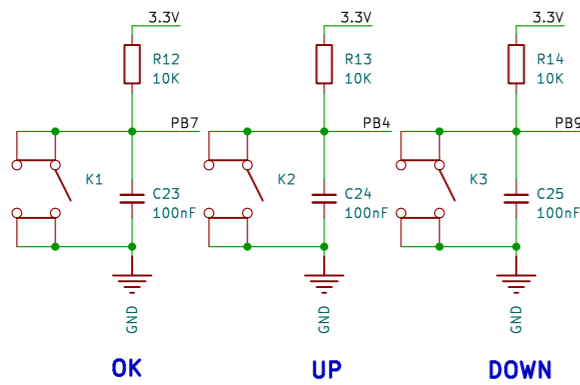 3.3V 3.3V 3.3V
R12 R13 R14
10K 10K 10K
PB7 PB4 PB9
K1 K2 K3
C23 C24 C25
100nF 100nF 100nF
GND GND GND
OK UP DOWN